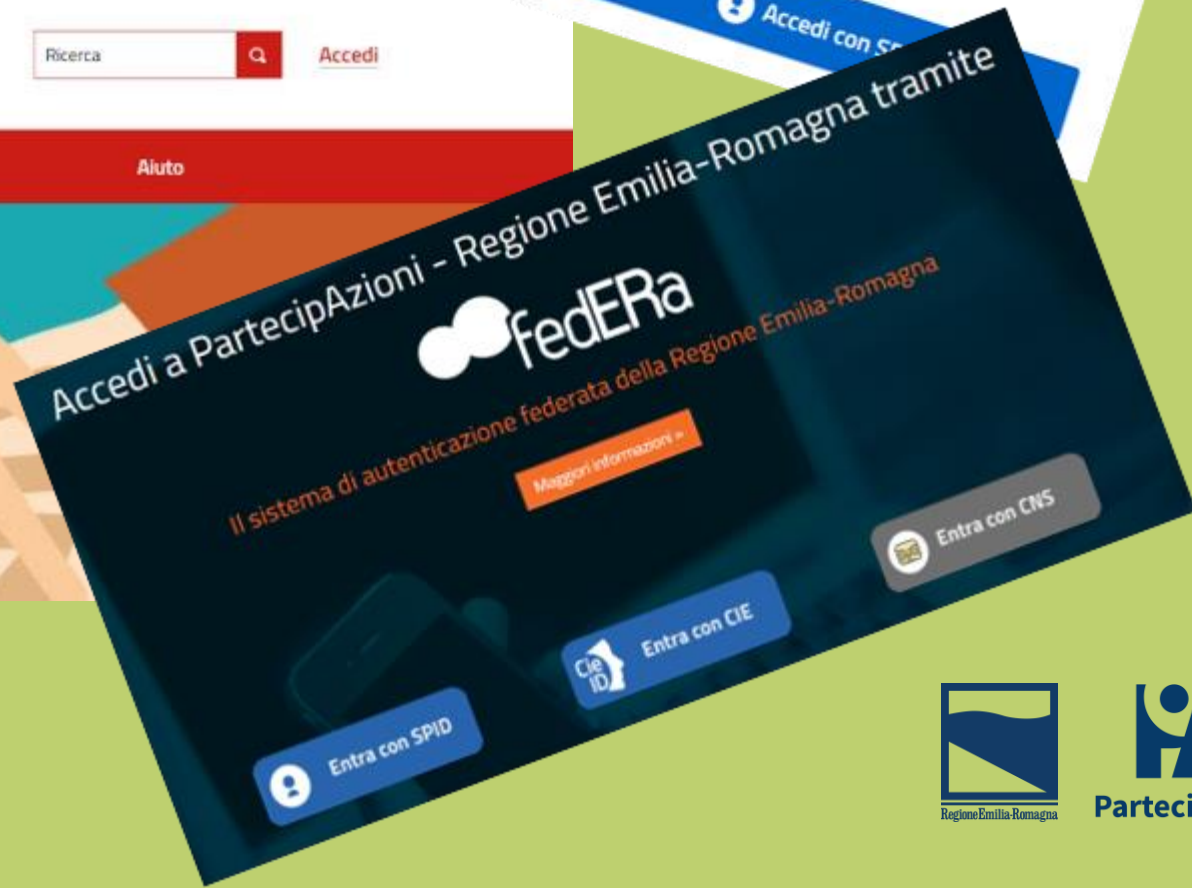 Ricerca
Accedi
Aiuto
Accedi con
Accedi a PartecipAzioni - Regione Emilia-Romagna tramite
fedERa
Il sistema di autenticazione federata della Regione Emilia-Romagna
Maggiori informazioni »
Entra con SPID
Cie ID
Entra con CIE
Entra con CNS
RegioneEmilia-Romagna